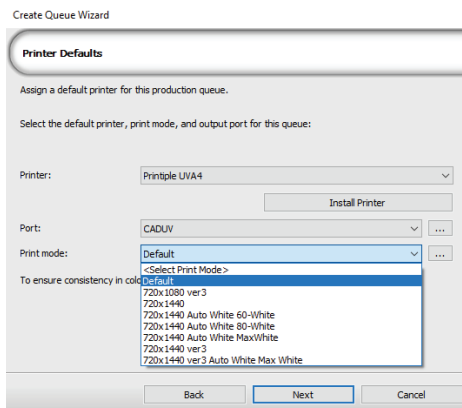 Create Queue Wizard
Printer Defaults
Assign a default printer for this production queue.
Select the default printer, print mode, and output port for this queue:
Printer: Printiple UVA4
Install Printer
Port: CADUV ...
Print mode: Default ...
<Select Print Mode>
To ensure consistency in Default
720x1080 ver3
720x1440
720x1440 Auto White 60-White
720x1440 Auto White 80-White
720x1440 Auto White MaxWhite
720x1440 ver3
720x1440 ver3 Auto White Max White
Back Next Cancel